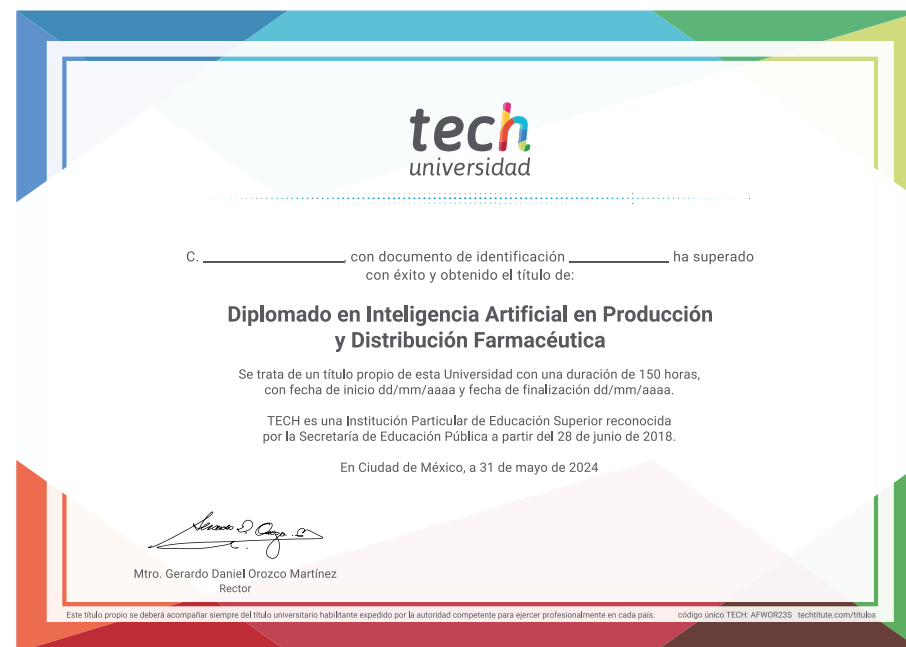 tech
universidad
C. ____________, con documento de identificación ____________ ha superado
con éxito y obtenido el título de:
Diplomado en Inteligencia Artificial en Producción
y Distribución Farmacéutica
Se trata de un título propio de esta Universidad con una duración de 150 horas,
con fecha de inicio dd/mm/aaaa y fecha de finalización dd/mm/aaaa.
TECH es una Institución Particular de Educación Superior reconocida
por la Secretaría de Educación Pública a partir del 28 de junio de 2018.
En Ciudad de México, a 31 de mayo de 2024
Mtro. Gerardo Daniel Orozco Martínez
Rector
Este título propio se deberá acompañar siempre del título universitario habilitante expedido por la autoridad competente para ejercer profesionalmente en cada país. código único TECH: AFWOR23S techtitute.com/titulos